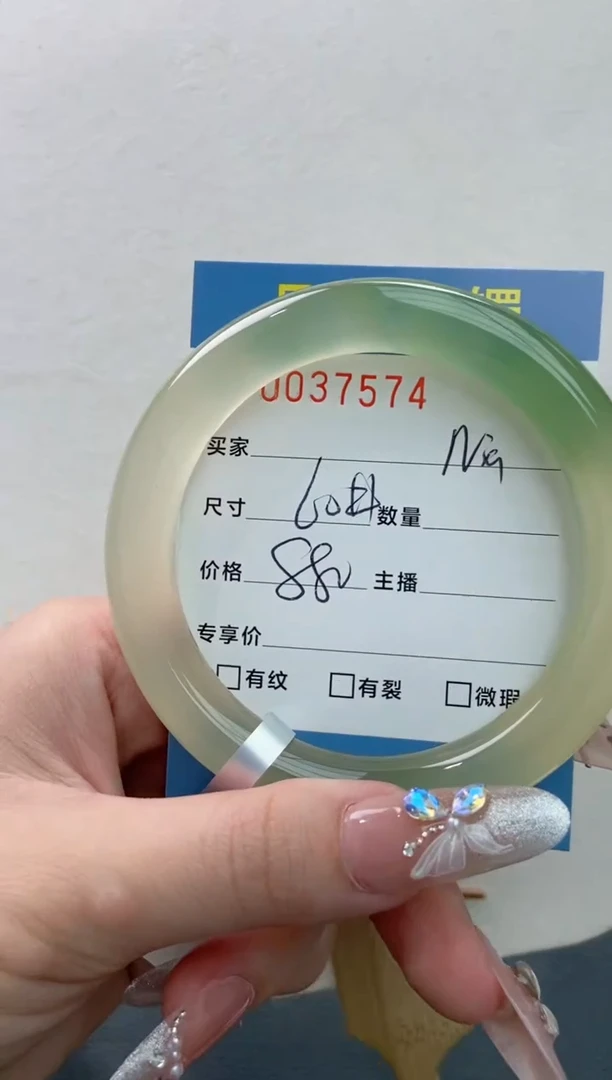 0037574
买家 Nia
尺寸 60 数量
价格 880 主播
专享价
有纹 有裂 微瑕